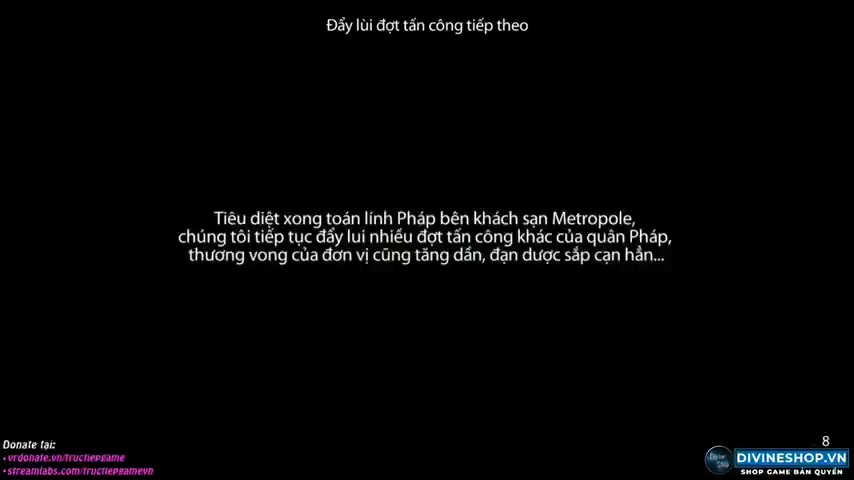 Đẩy lùi đợt tấn công tiếp theo
Tiêu diệt xong toán lính Pháp bên khách sạn Metropole,
chúng tôi tiếp tục đẩy lui nhiều đợt tấn công khác của quân Pháp,
thương vong của đơn vị cũng tăng dần, đạn dược sắp cạn hẳn...
8
Donate tại:
• vrdonate.vn/tructiepgame
• streamlabs.com/tructiepgamevn
Divine Shop
DIVINESHOP.VN
SHOP GAME BẢN QUYỀN